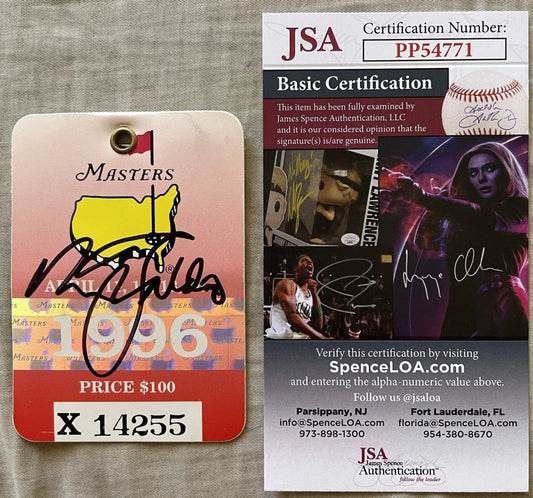 MASTERS
®
1996
PRICE $100
X 14255
JSA
Certification Number:
PP54771
Basic Certification
This item has been fully examined by
James Spence Authentication, LLC
and it is our considered opinion that the
signature(s) is/are genuine.
LAWRENCE
Verify this certification by visiting
SpenceLOA.com
and entering the alpha-numeric value above.
Follow us @jsaloa
Parsippany, NJ
info@SpenceLOA.com
973-898-1300
Fort Lauderdale, FL
florida@SpenceLOA.com
954-380-8670
JSA
James Spence
Authentication®
follow the leader